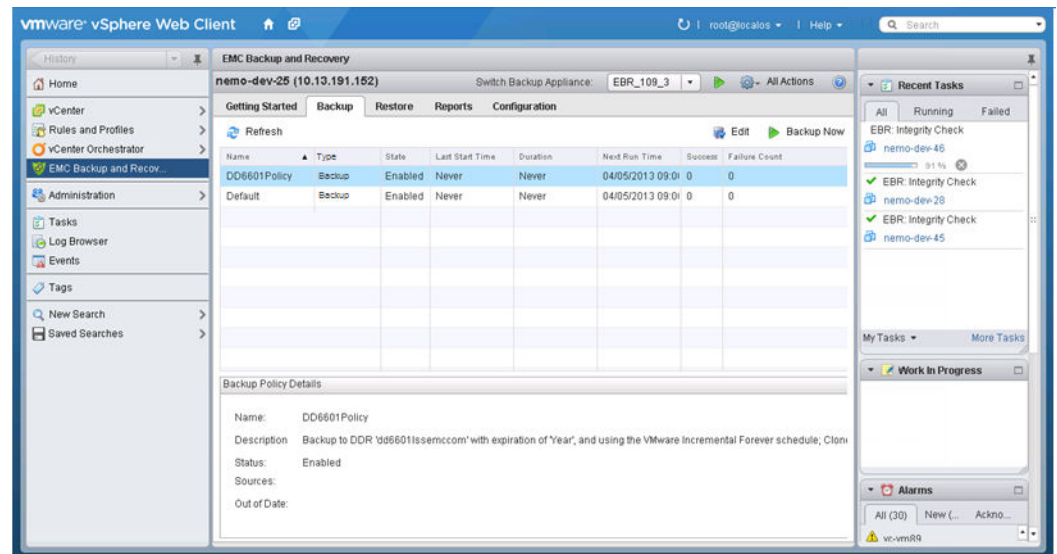 vmware vSphere Web Client
root@localos
Help
Search
History
Home
vCenter
Rules and Profiles
vCenter Orchestrator
EMC Backup and Recov...
Administration
Tasks
Log Browser
Events
Tags
New Search
Saved Searches
EMC Backup and Recovery
nemo-dev-25 (10.13.191.152)
Switch Backup Appliance: EBR_109_3
All Actions
Getting Started Backup Restore Reports Configuration
Refresh
Edit Backup Now
Name Type State Last Start Time Duration Next Run Time Success Failure Count
DD6601Policy Backup Enabled Never Never 04/05/2013 09:0 0 0
Default Backup Enabled Never Never 04/05/2013 09:0 0 0
Backup Policy Details
Name: DD6601Policy
Description Backup to DDR 'dd6601lssemccom' with expiration of 'Year', and using the VMware Incremental Forever schedule; Clone
Status: Enabled
Sources:
Out of Date:
Recent Tasks
All Running Failed
EBR: Integrity Check
nemo-dev-46
91 %
EBR: Integrity Check
nemo-dev-28
EBR: Integrity Check
nemo-dev-45
My Tasks More Tasks
Work In Progress
Alarms
All (30) New (... Ackno...
vc-vm89